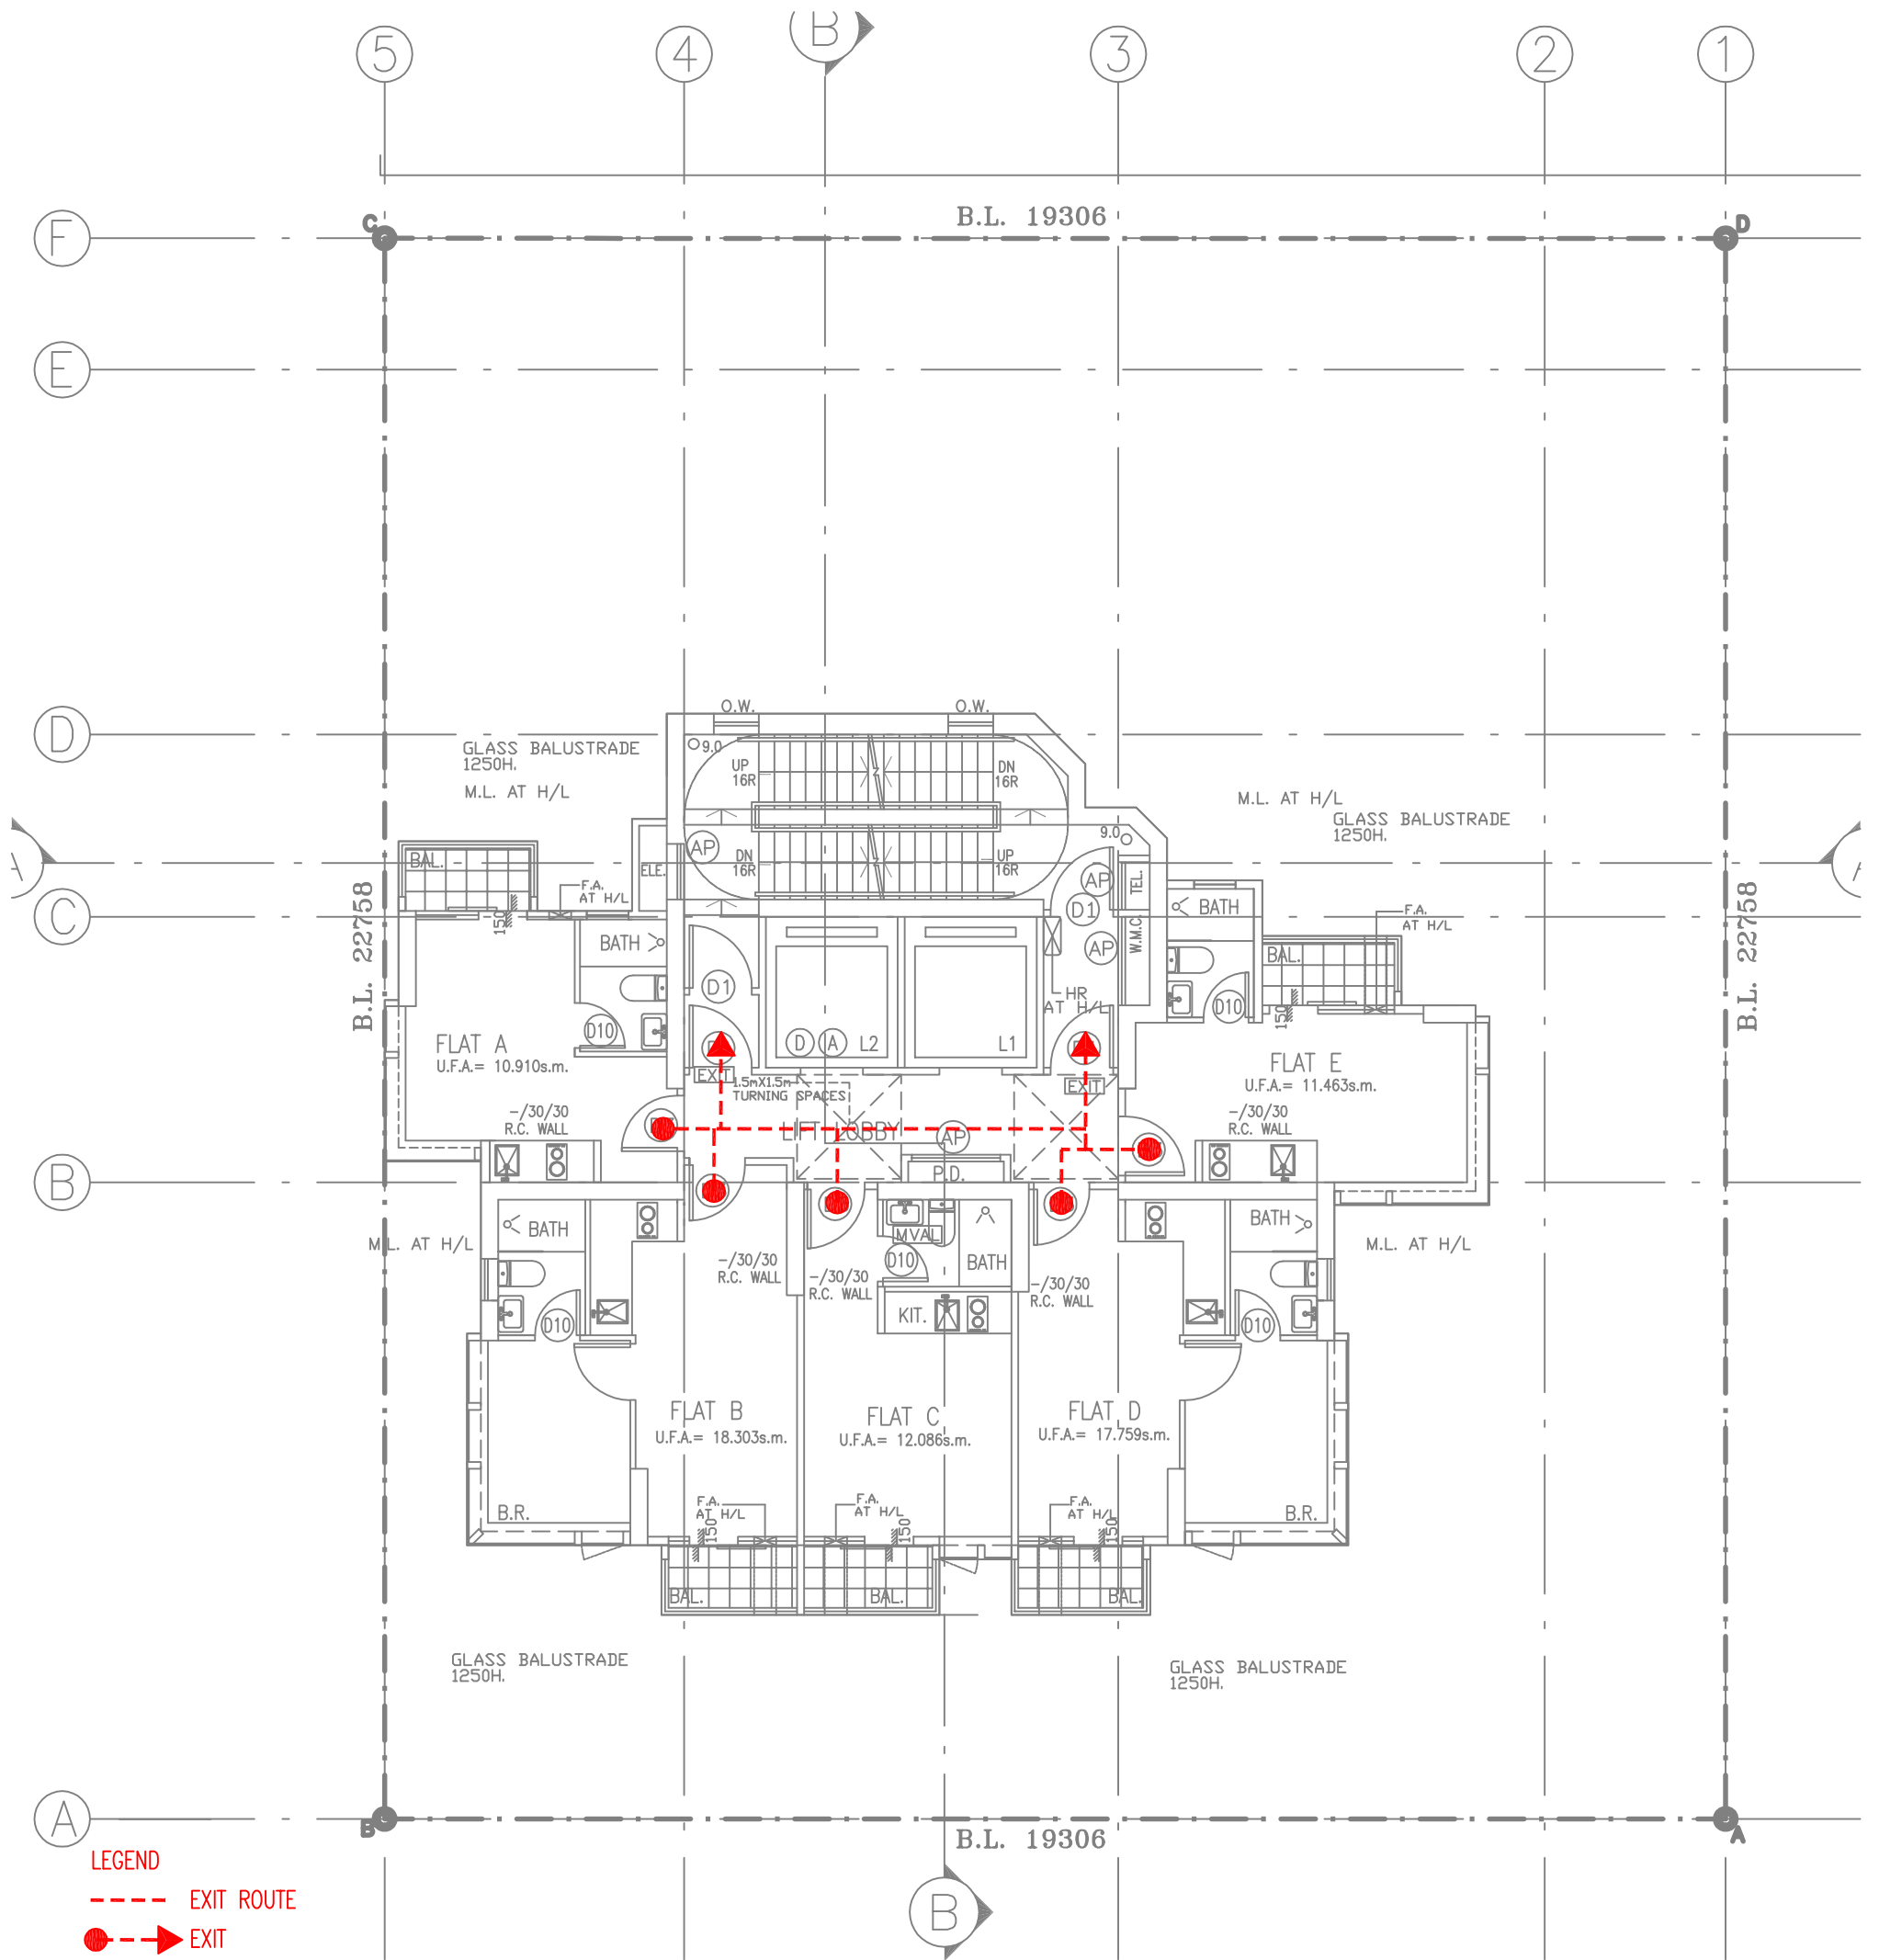 B
5
4
3
2
1
B.L. 19306
C
D
F
E
O.W.
O.W.
D
9.0
GLASS BALUSTRADE
1250H.
UP
16R
DN
16R
M.L. AT H/L
M.L. AT H/L
GLASS BALUSTRADE
1250H.
9.0
AP
DN
16R
UP
16R
BAL.
ELE.
AP
TEL.
F.A.
AT H/L
C
150
D1
BATH
F.A.
AT H/L
B.L. 22758
B.L. 22758
BATH
AP
W.M.C.
BAL.
D1
HR
AT H/L
D10
150
D10
FLAT A
U.F.A.= 10.910s.m.
D
A
L2
L1
FLAT E
U.F.A.= 11.463s.m.
EXIT
1.5mX1.5m
TURNING SPACES
EXIT
-/30/30
R.C. WALL
LIFT LOBBY
AP
-/30/30
R.C. WALL
B
P.D.
BATH
MVAL
BATH
M.L. AT H/L
M.L. AT H/L
D10
BATH
-/30/30
R.C. WALL
-/30/30
R.C. WALL
-/30/30
R.C. WALL
KIT.
D10
D10
FLAT B
U.F.A.= 18.303s.m.
FLAT C
U.F.A.= 12.086s.m.
FLAT D
U.F.A.= 17.759s.m.
B.R.
F.A.
AT H/L
150
F.A.
AT H/L
150
F.A.
AT H/L
150
B.R.
BAL.
BAL.
BAL.
GLASS BALUSTRADE
1250H.
GLASS BALUSTRADE
1250H.
A
B
B.L. 19306
A
LEGEND
EXIT ROUTE
EXIT
B